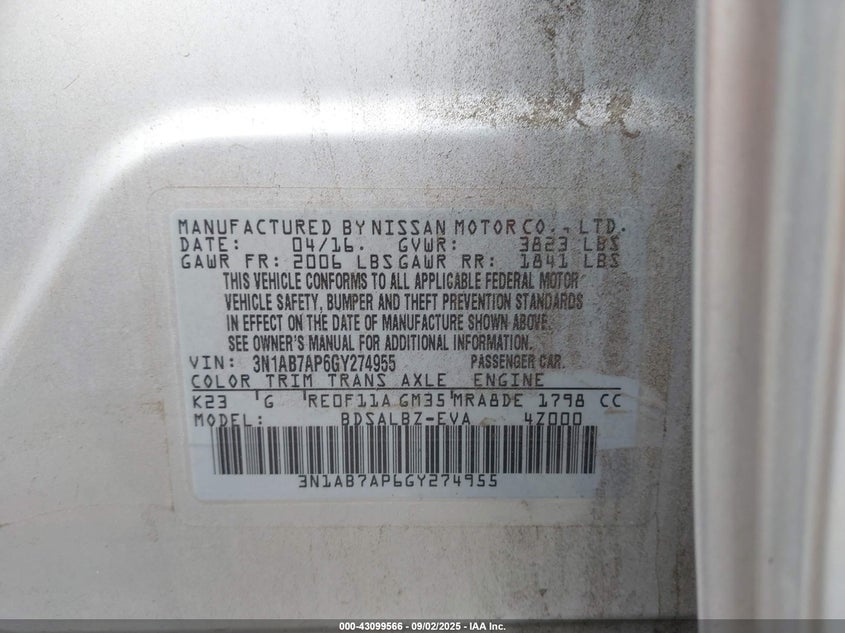 MANUFACTURED BY NISSAN MOTOR CO., LTD.
DATE: 04/16. GVWR: 3823 LBS
GAWR FR: 2006 LBS GAWR RR: 1841 LBS
THIS VEHICLE CONFORMS TO ALL APPLICABLE FEDERAL MOTOR
VEHICLE SAFETY, BUMPER AND THEFT PREVENTION STANDARDS
IN EFFECT ON THE DATE OF MANUFACTURE SHOWN ABOVE.
SEE OWNER'S MANUAL FOR ADDITIONAL INFORMATION.
VIN: 3N1AB7AP6GY274955 PASSENGER CAR.
COLOR TRIM TRANS AXLE ENGINE
K23 G RE0F11A GM35 MRA8DE 1798 CC
MODEL: BDSALBZ-EVA 4Z000
3N1AB7AP6GY274955
000-43099566 - 09/02/2025 - IAA Inc.